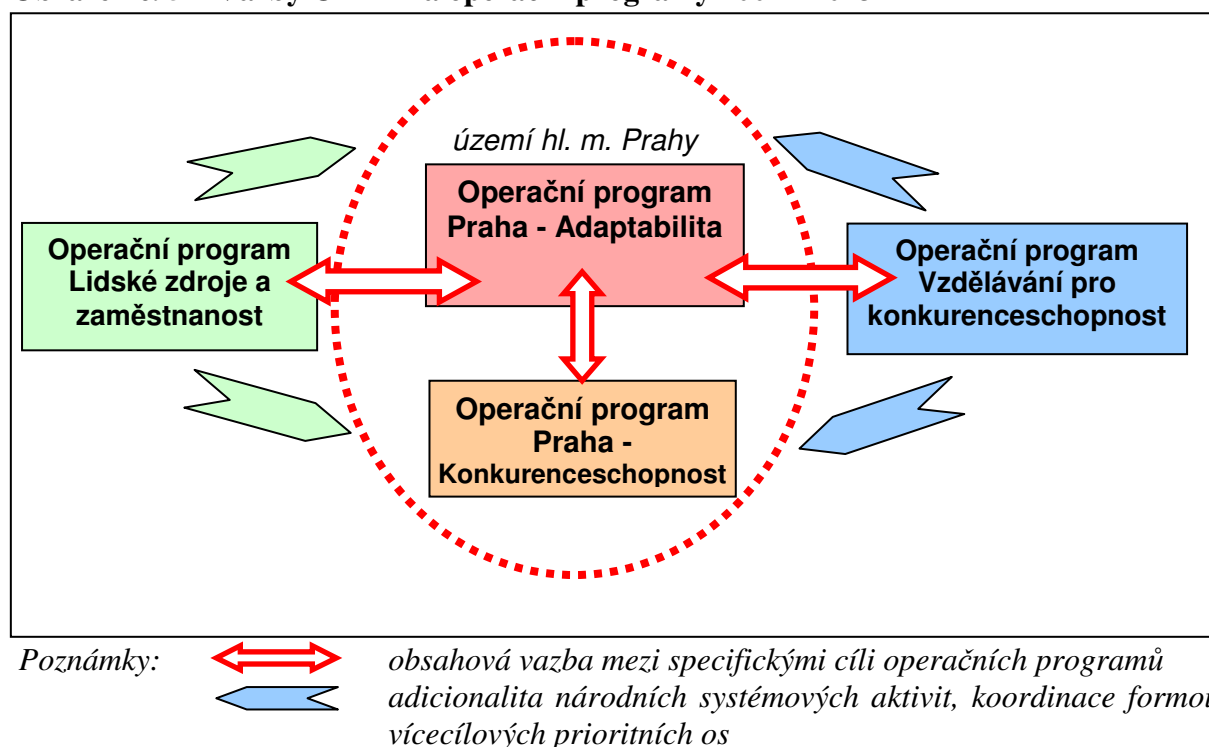 území hl. m. Prahy
Operační program
Praha - Adaptabilita
Operační program
Lidské zdroje a
zaměstnanost
Operační program
Vzdělávání pro
konkurenceschopnost
Operační program
Praha -
Konkurenceschopnost
Poznámky:
obsahová vazba mezi specifickými cíli operačních programů
adicionalita národních systémových aktivit, koordinace formou
vícecílových prioritních os